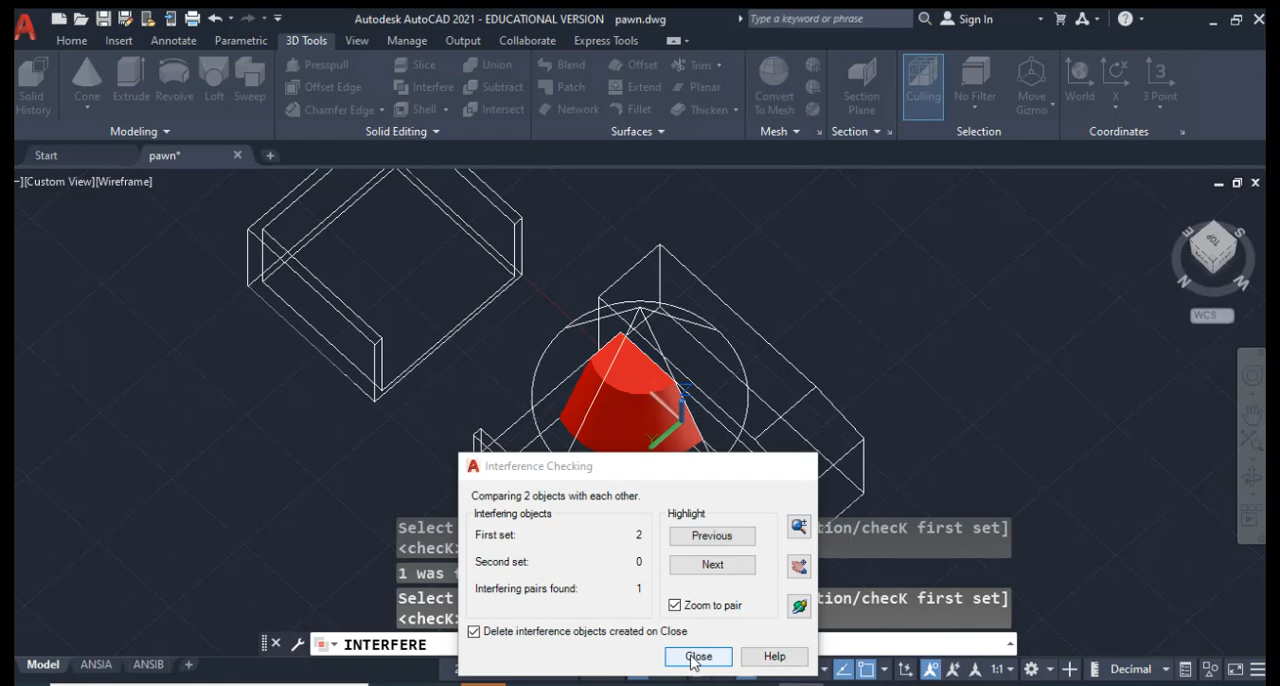 Autodesk AutoCAD 2021 - EDUCATIONAL VERSION pawn.dwg
Type a keyword or phrase
Sign In
Home Insert Annotate Parametric 3D Tools View Manage Output Collaborate Express Tools
Solid History
Cone
Extrude
Revolve
Loft
Sweep
Presspull
Offset Edge
Chamfer Edge
Slice
Interfere
Shell
Union
Subtract
Intersect
Blend
Patch
Network
Offset
Extend
Fillet
Trim
Planar
Thicken
Convert To Mesh
Section Plane
Culling
No Filter
Move Gizmo
World
X
3 Point
Modeling Solid Editing Surfaces Mesh Section Selection Coordinates
Start pawn*
−][Custom View][Wireframe]
TOP
E
S
N
W
WCS
Z
Interference Checking
Comparing 2 objects with each other.
Interfering objects
First set: 2
Second set: 0
Interfering pairs found: 1
Highlight
Previous
Next
Zoom to pair
Delete interference objects created on Close
Close Help
Select
tion/checK first set]
<checK>
1 was
Select
tion/checK first set]
<checK>
INTERFERE
Model ANSIA ANSIB +
1:1 Decimal